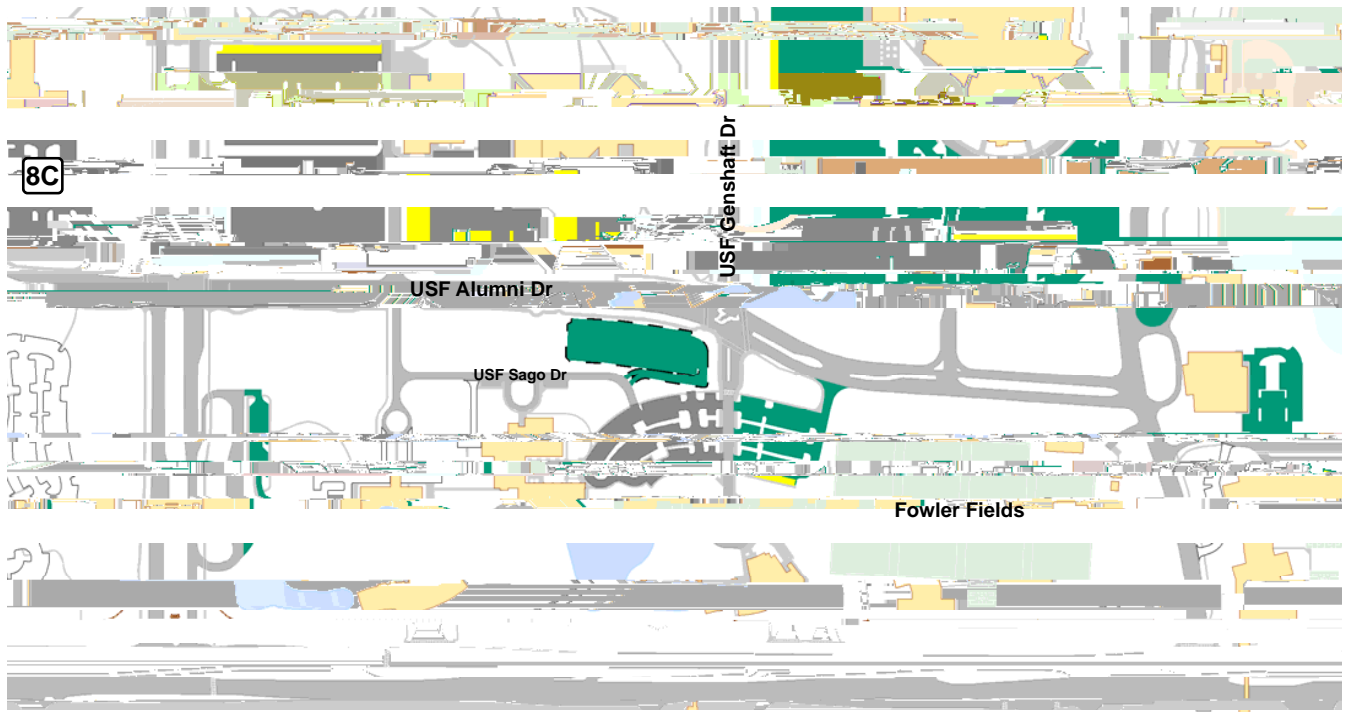 USF Genshaft Dr
8C
USF Alumni Dr
USF Sago Dr
Fowler Fields